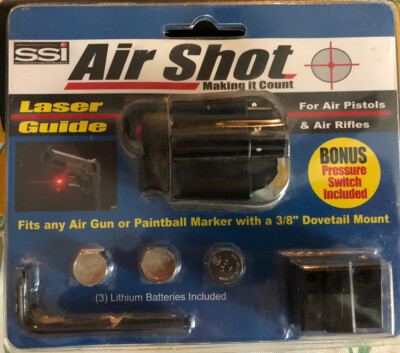 SSI
Air Shot
Making it Count
Laser
Guide
For Air Pistols
& Air Rifles
BONUS
Pressure
Switch
Included
Fits any Air Gun or Paintball Marker with a 3/8" Dovetail Mount
(3) Lithium Batteries Included